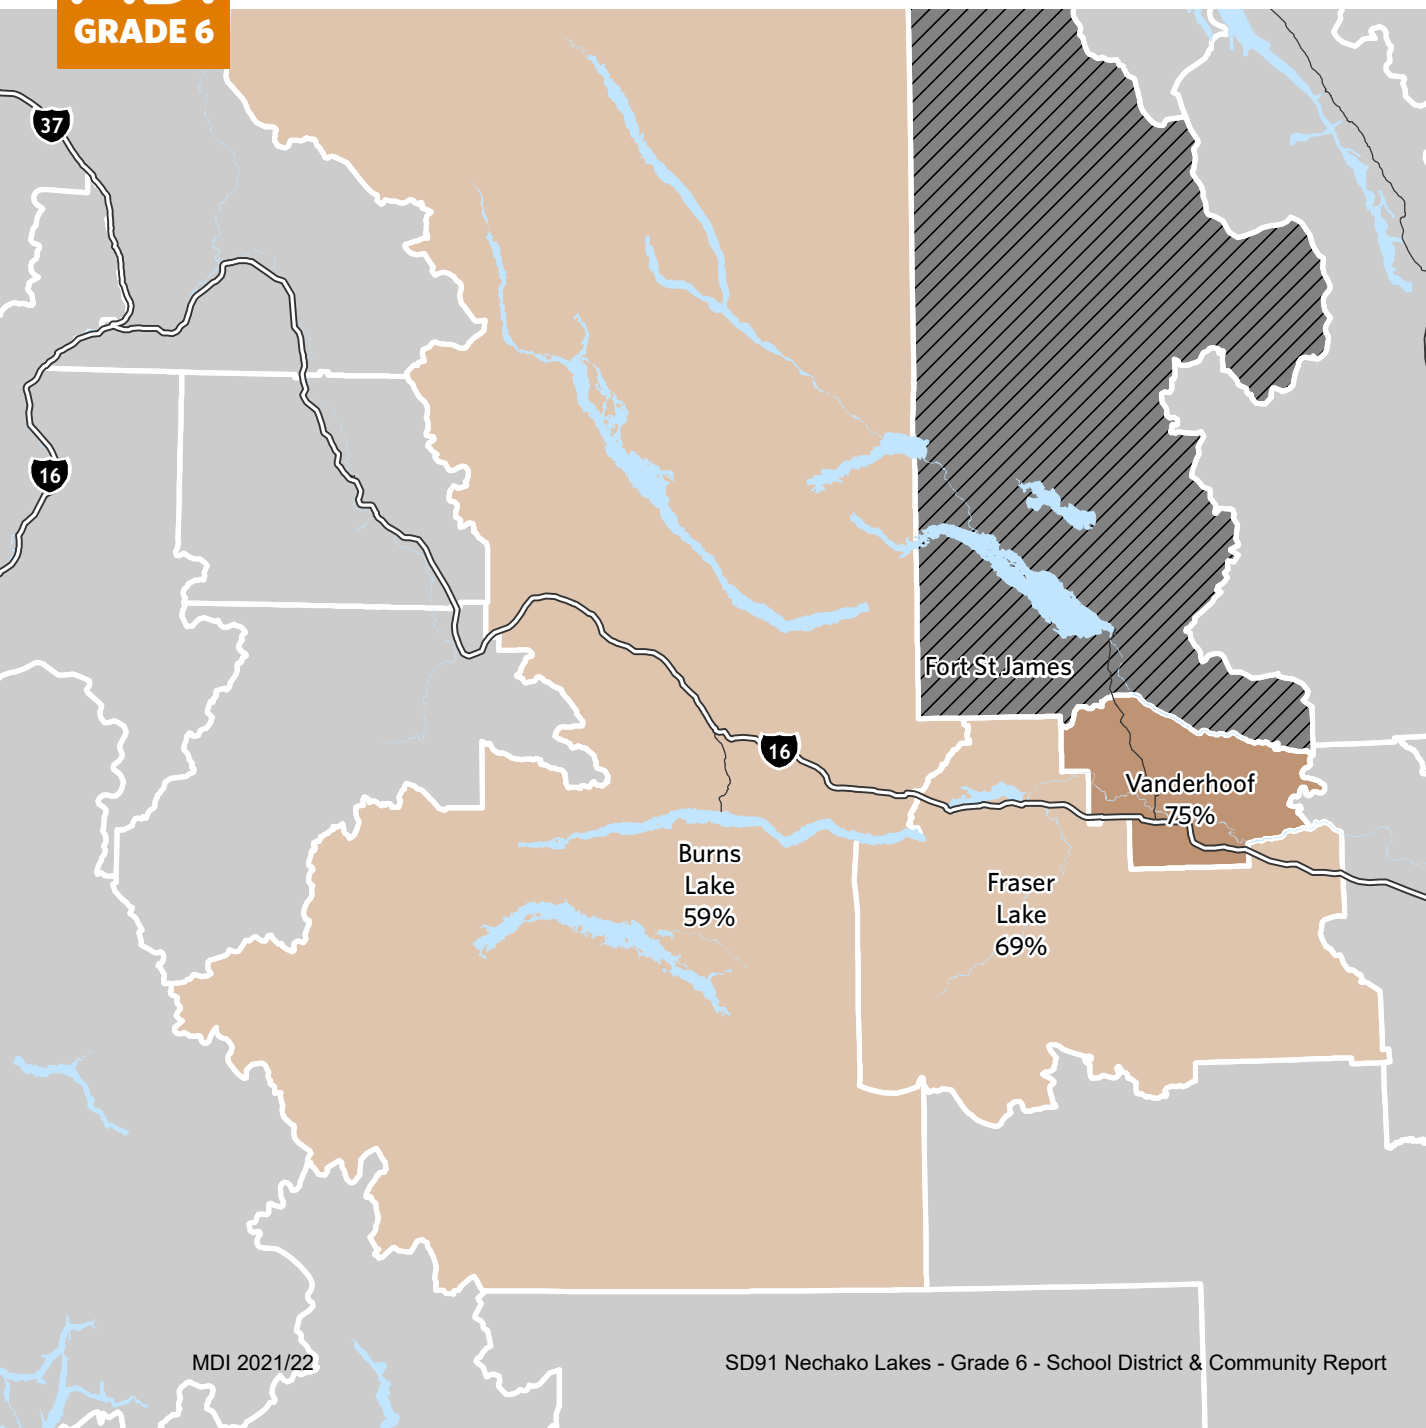 GRADE 6
37
16
Fort St James
16
Vanderhoof
75%
Burns
Lake
59%
Fraser
Lake
69%
MDI 2021/22
SD91 Nechako Lakes - Grade 6 - School District & Community Report